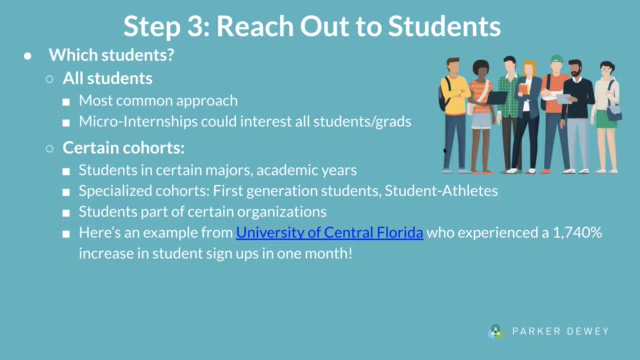 Step 3: Reach Out to Students
● Which students?
○ All students
■ Most common approach
■ Micro-Internships could interest all students/grads
○ Certain cohorts:
■ Students in certain majors, academic years
■ Specialized cohorts: First generation students, Student-Athletes
■ Students part of certain organizations
■ Here's an example from University of Central Florida who experienced a 1,740%
increase in student sign ups in one month!
PARKER DEWEY